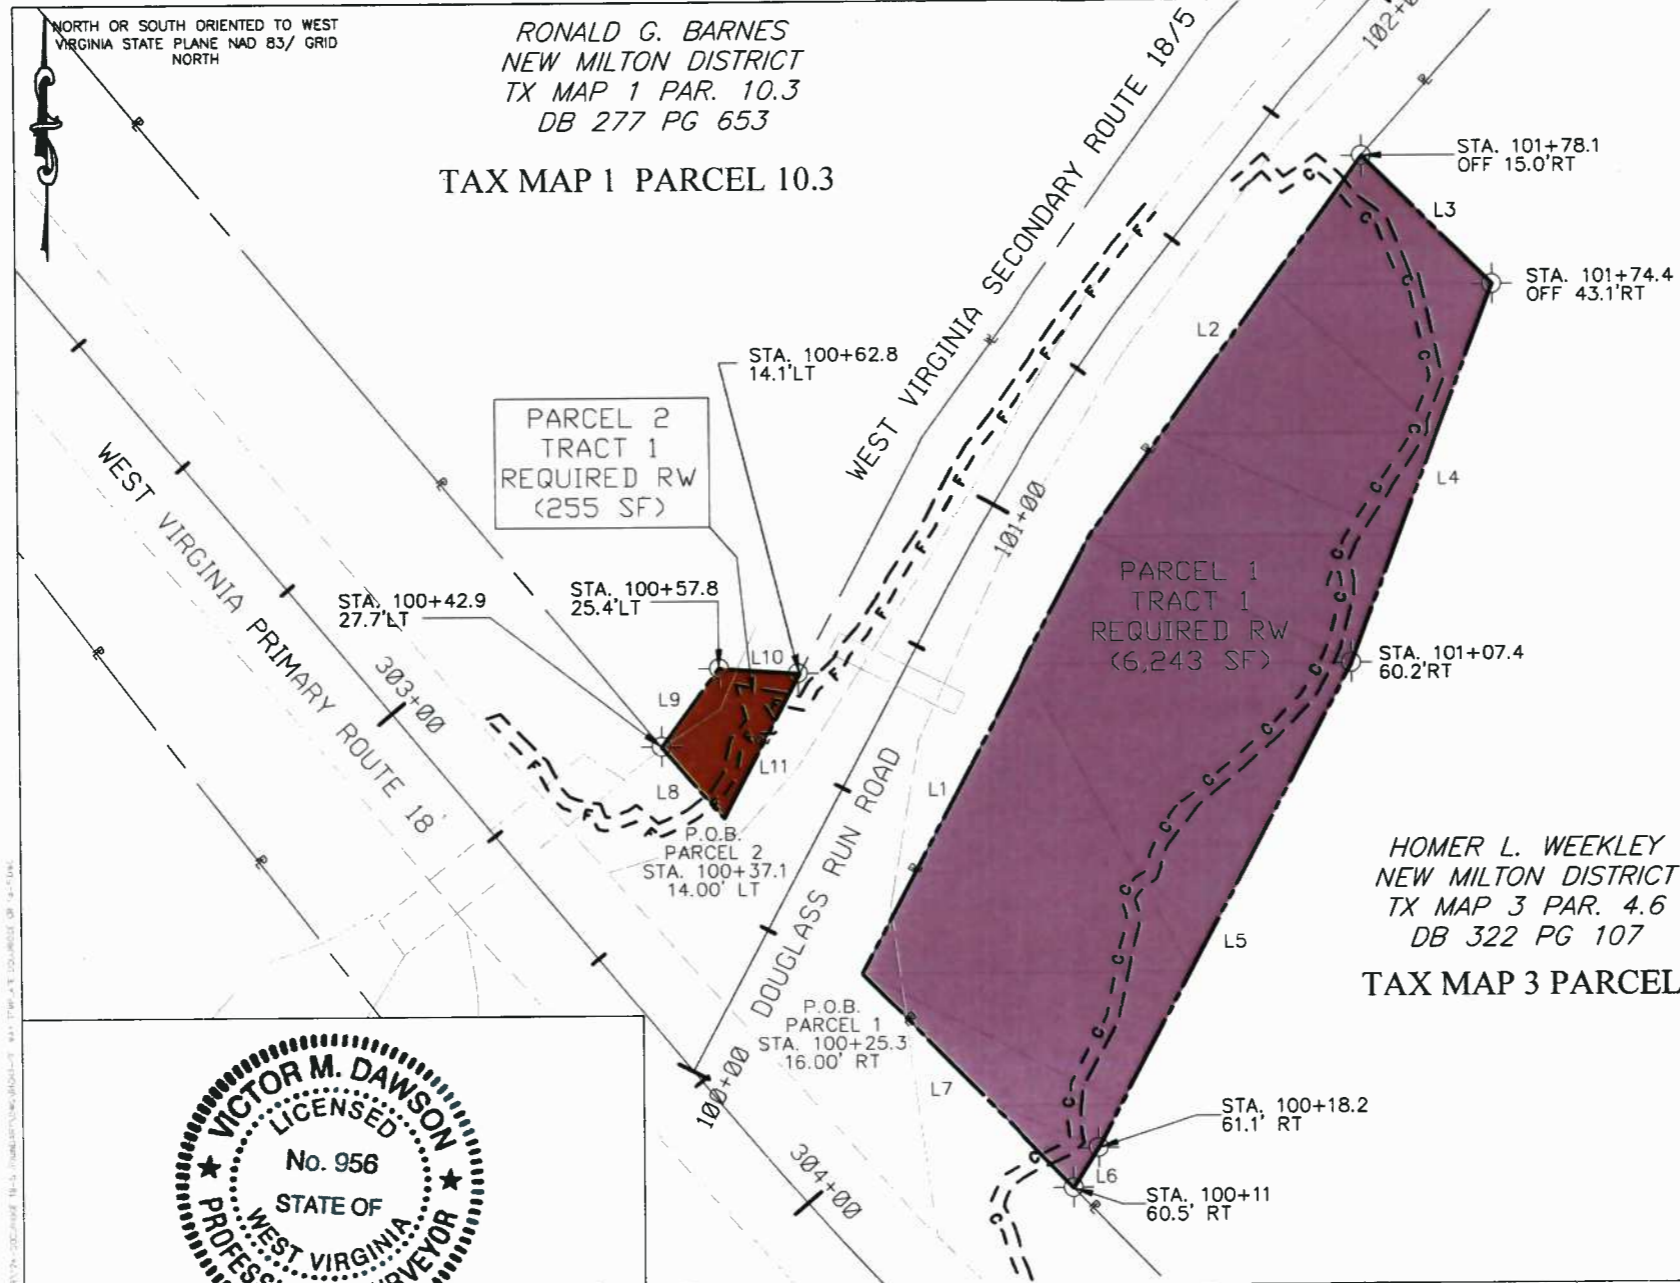 NORTH OR SOUTH ORIENTED TO WEST
VIRGINIA STATE PLANE NAD 83/ GRID
NORTH
RONALD G. BARNES
NEW MILTON DISTRICT
TX MAP 1 PAR. 10.3
DB 277 PG 653
TAX MAP 1 PARCEL 10.3
WEST VIRGINIA SECONDARY ROUTE 18/5
STA. 101+78.1
OFF 15.0'RT
L3
STA. 101+74.4
OFF 43.1'RT
L2
STA. 100+62.8
14.1'LT
PARCEL 2
TRACT 1
REQUIRED RW
(255 SF)
WEST VIRGINIA PRIMARY ROUTE 18
L4
101+00
PARCEL 1
TRACT 1
REQUIRED RW
(6,243 SF)
STA. 100+42.9
27.7'LT
STA. 100+57.8
25.4'LT
L10
STA. 101+07.4
60.2'RT
L9
303+00
L11
L8
L1
P.O.B.
PARCEL 2
STA. 100+37.1
14.00' LT
DOUGLASS RUN ROAD
HOMER L. WEEKLEY
NEW MILTON DISTRICT
TX MAP 3 PAR. 4.6
DB 322 PG 107
TAX MAP 3 PARCEL
L5
P.O.B.
PARCEL 1
STA. 100+25.3
16.00' RT
L7
100+00
STA. 100+18.2
61.1' RT
L6
STA. 100+11
60.5' RT
304+00
VICTOR M. DAWSON
LICENSED
No. 956
STATE OF
WEST VIRGINIA